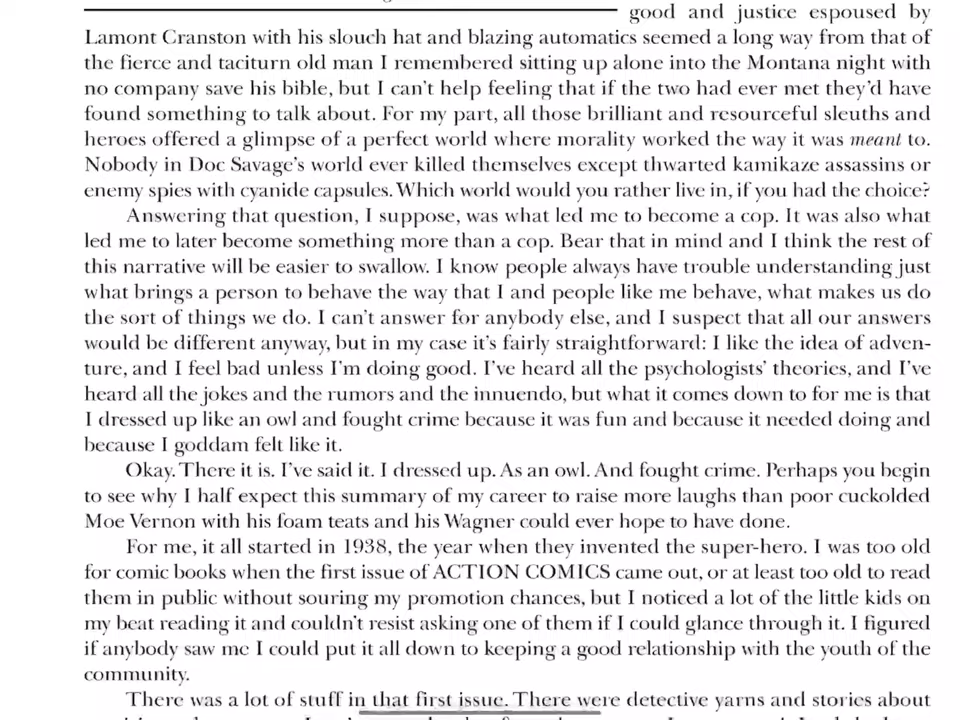 good and justice espoused by
Lamont Cranston with his slouch hat and blazing automatics seemed a long way from that of
the fierce and taciturn old man I remembered sitting up alone into the Montana night with
no company save his bible, but I can't help feeling that if the two had ever met they'd have
found something to talk about. For my part, all those brilliant and resourceful sleuths and
heroes offered a glimpse of a perfect world where morality worked the way it was meant to.
Nobody in Doc Savage's world ever killed themselves except thwarted kamikaze assassins or
enemy spies with cyanide capsules. Which world would you rather live in, if you had the choice?
Answering that question, I suppose, was what led me to become a cop. It was also what
led me to later become something more than a cop. Bear that in mind and I think the rest of
this narrative will be easier to swallow. I know people always have trouble understanding just
what brings a person to behave the way that I and people like me behave, what makes us do
the sort of things we do. I can't answer for anybody else, and I suspect that all our answers
would be different anyway, but in my case it's fairly straightforward: I like the idea of adven-
ture, and I feel bad unless I'm doing good. I've heard all the psychologists' theories, and I've
heard all the jokes and the rumors and the innuendo, but what it comes down to for me is that
I dressed up like an owl and fought crime because it was fun and because it needed doing and
because I goddam felt like it.
Okay. There it is. I've said it. I dressed up. As an owl. And fought crime. Perhaps you begin
to see why I half expect this summary of my career to raise more laughs than poor cuckolded
Moe Vernon with his foam teats and his Wagner could ever hope to have done.
For me, it all started in 1938, the year when they invented the super-hero. I was too old
for comic books when the first issue of ACTION COMICS came out, or at least too old to read
them in public without souring my promotion chances, but I noticed a lot of the little kids on
my beat reading it and couldn't resist asking one of them if I could glance through it. I figured
if anybody saw me I could put it all down to keeping a good relationship with the youth of the
community.
There was a lot of stuff in that first issue. There were detective yarns and stories about